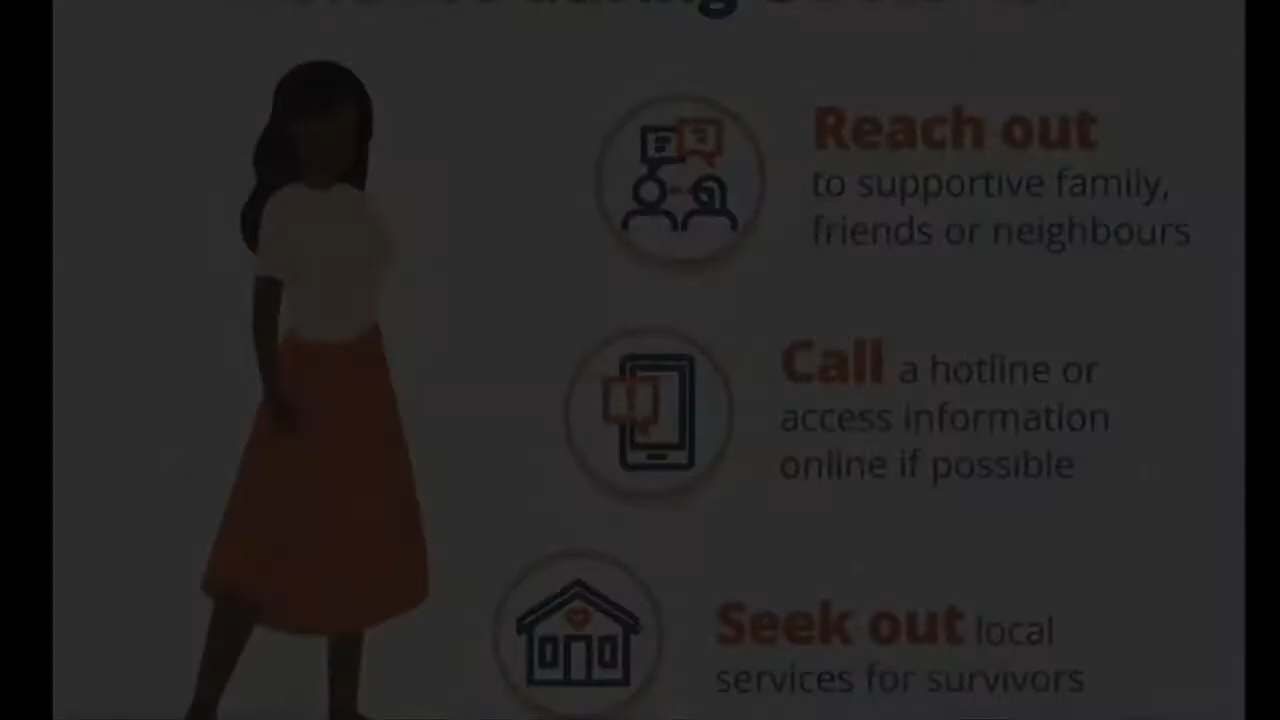 Reach out
to supportive family,
friends or neighbours
Call a hotline or
access information
online if possible
Seek out local
services for survivors